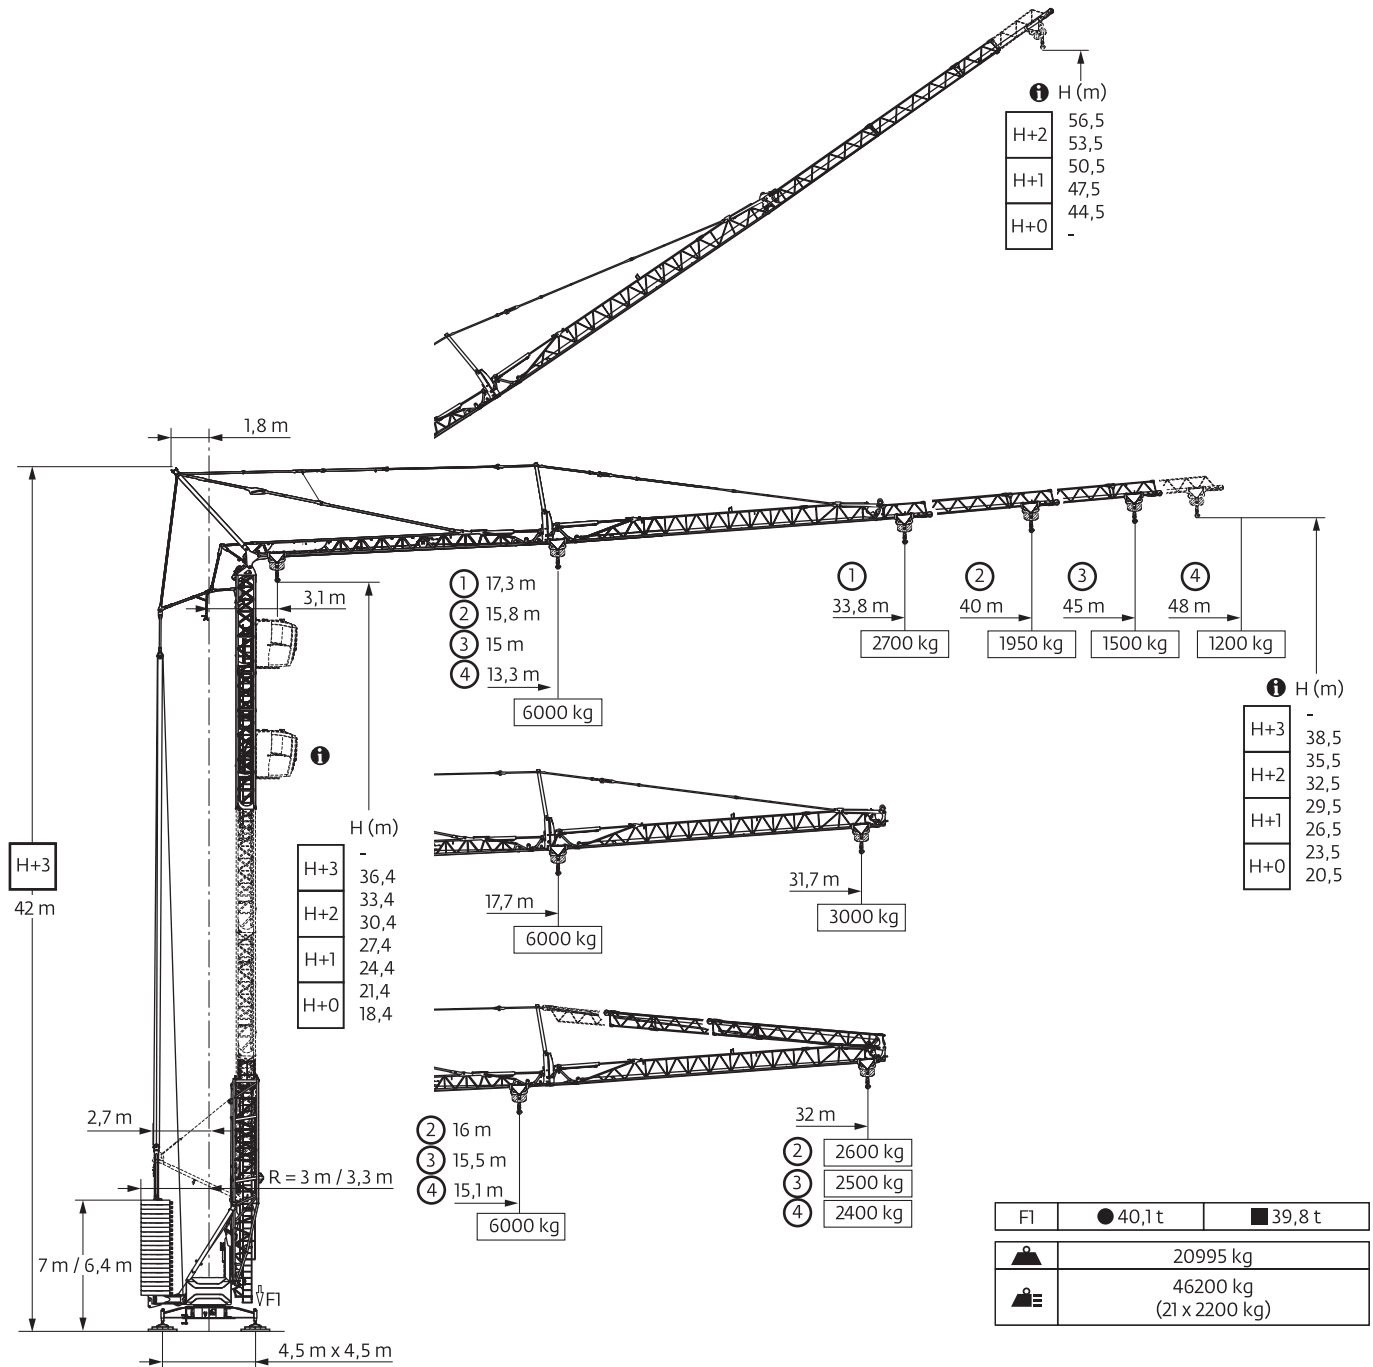 H (m)
H+2
H+1
H+0
56,5
53,5
50,5
47,5
44,5
-
1,8 m
3,1 m
① 17,3 m
② 15,8 m
③ 15 m
④ 13,3 m
6000 kg
①
33,8 m
2700 kg
②
40 m
1950 kg
③
45 m
1500 kg
④
48 m
1200 kg
H (m)
H+3
H+2
H+1
H+0
-
38,5
35,5
32,5
29,5
26,5
23,5
20,5
i
H (m)
H+3
H+2
H+1
H+0
-
36,4
33,4
30,4
27,4
24,4
21,4
18,4
H+3
42 m
17,7 m
6000 kg
31,7 m
3000 kg
② 16 m
③ 15,5 m
④ 15,1 m
6000 kg
32 m
② 2600 kg
③ 2500 kg
④ 2400 kg
2,7 m
R = 3 m / 3,3 m
7 m / 6,4 m
F1
4,5 m x 4,5 m
F1 ● 40,1 t ■ 39,8 t
20995 kg
46200 kg
(21 x 2200 kg)